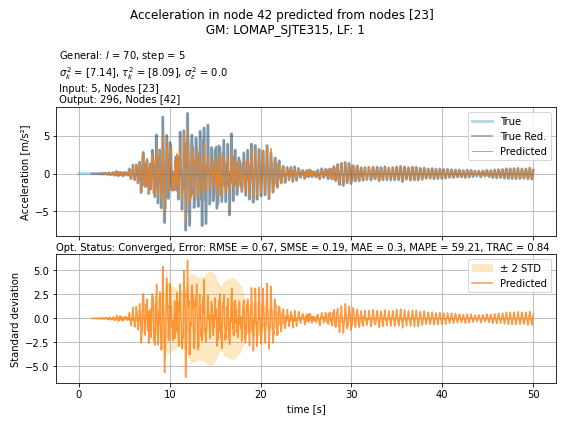 Acceleration in node 42 predicted from nodes [23]
GM: LOMAP_SJTE315, LF: 1
General: l = 70, step = 5
σ²ₖ = [7.14], τ²ₖ = [8.09], σ²ᵣ = 0.0
Input: 5, Nodes [23]
Output: 296, Nodes [42]
Acceleration [m/s²]
5
0
−5
True
True Red.
Predicted
Opt. Status: Converged, Error: RMSE = 0.67, SMSE = 0.19, MAE = 0.3, MAPE = 59.21, TRAC = 0.84
Standard deviation
5.0
2.5
0.0
−2.5
−5.0
± 2 STD
Predicted
0 10 20 30 40 50
time [s]